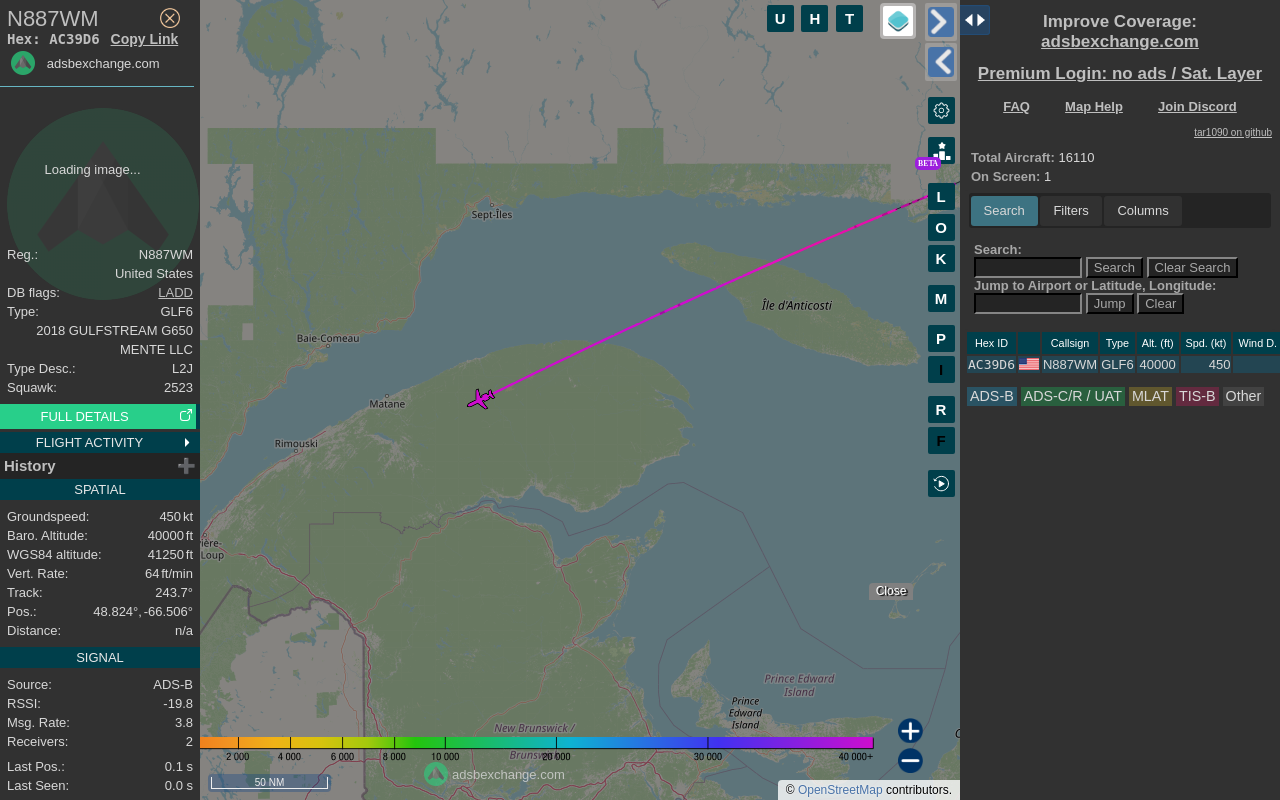 N887WM
Hex: AC39D6 Copy Link
adsbexchange.com
Loading image...
Reg.: N887WM
United States
DB flags: LADD
Type: GLF6
2018 GULFSTREAM G650
MENTE LLC
Type Desc.: L2J
Squawk: 2523
FULL DETAILS
FLIGHT ACTIVITY
History
SPATIAL
Groundspeed: 450 kt
Baro. Altitude: 40000 ft
WGS84 altitude: 41250 ft
Vert. Rate: 64 ft/min
Track: 243.7°
Pos.: 48.824°, -66.506°
Distance: n/a
SIGNAL
Source: ADS-B
RSSI: -19.8
Msg. Rate: 3.8
Receivers: 2
Last Pos.: 0.1 s
Last Seen: 0.0 s
U H T
BETA
L
O
K
M
P
I
R
F
Sept-Îles
Île d'Anticosti
Baie-Comeau
Matane
Rimouski
ière-
Loup
Close
Prince Edward
Island
Prince
Edward
Island
New Brunswick /
Brunswick
2 000 4 000 6 000 8 000 10 000 20 000 30 000 40 000+
adsbexchange.com
50 NM
© OpenStreetMap contributors.
Improve Coverage:
adsbexchange.com
Premium Login: no ads / Sat. Layer
FAQ Map Help Join Discord
tar1090 on github
Total Aircraft: 16110
On Screen: 1
Search Filters Columns
Search:
Search Clear Search
Jump to Airport or Latitude, Longitude:
Jump Clear
Hex ID Callsign Type Alt. (ft) Spd. (kt) Wind D.
AC39D6 N887WM GLF6 40000 450
ADS-B ADS-C/R / UAT MLAT TIS-B Other